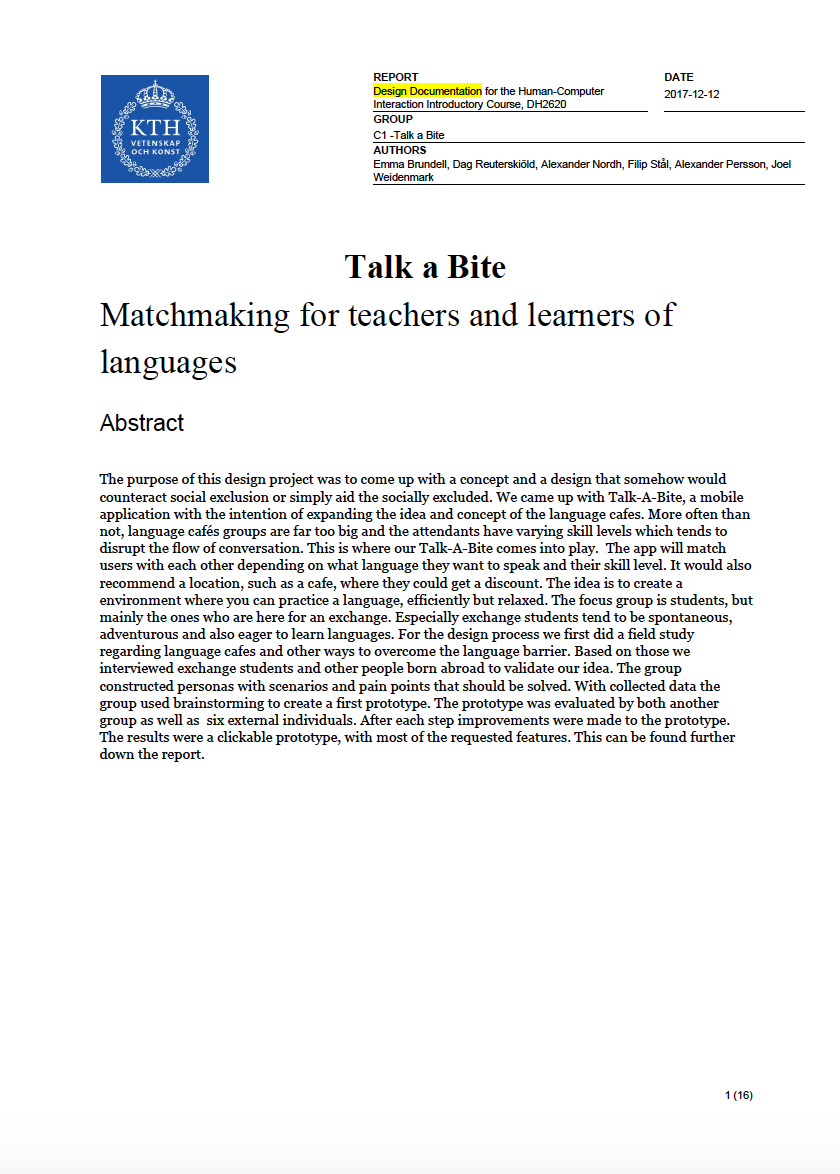 KTH
VETENSKAP
OCH KONST
REPORT
Design Documentation for the Human-Computer
Interaction Introductory Course, DH2620
DATE
2017-12-12
GROUP
C1 -Talk a Bite
AUTHORS
Emma Brundell, Dag Reuterskiöld, Alexander Nordh, Filip Stål, Alexander Persson, Joel
Weidenmark
Talk a Bite
Matchmaking for teachers and learners of
languages
Abstract
The purpose of this design project was to come up with a concept and a design that somehow would
counteract social exclusion or simply aid the socially excluded. We came up with Talk-A-Bite, a mobile
application with the intention of expanding the idea and concept of the language cafes. More often than
not, language cafés groups are far too big and the attendants have varying skill levels which tends to
disrupt the flow of conversation. This is where our Talk-A-Bite comes into play.  The app will match
users with each other depending on what language they want to speak and their skill level. It would also
recommend a location, such as a cafe, where they could get a discount. The idea is to create a
environment where you can practice a language, efficiently but relaxed. The focus group is students, but
mainly the ones who are here for an exchange. Especially exchange students tend to be spontaneous,
adventurous and also eager to learn languages. For the design process we first did a field study
regarding language cafes and other ways to overcome the language barrier. Based on those we
interviewed exchange students and other people born abroad to validate our idea. The group
constructed personas with scenarios and pain points that should be solved. With collected data the
group used brainstorming to create a first prototype. The prototype was evaluated by both another
group as well as  six external individuals. After each step improvements were made to the prototype.
The results were a clickable prototype, with most of the requested features. This can be found further
down the report.
1 (16)